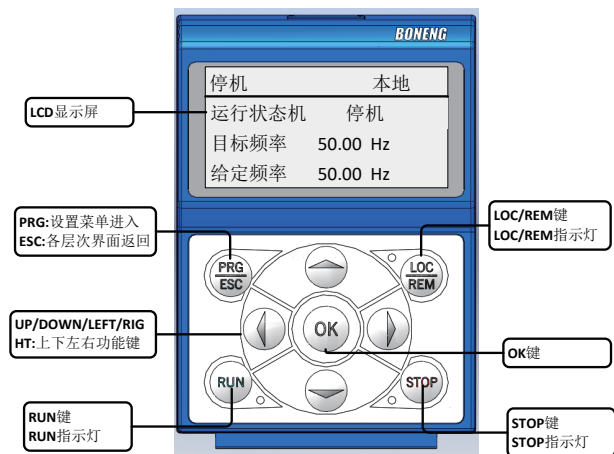 BONENG
停机 本地
运行状态机 停机
目标频率 50.00 Hz
给定频率 50.00 Hz
LCD显示屏
PRG:设置菜单进入
ESC:各层次界面返回
LOC/REM键
LOC/REM指示灯
PRG
ESC
LOC
REM
UP/DOWN/LEFT/RIG
HT:上下左右功能键
OK
OK键
RUN
STOP
RUN键
RUN指示灯
STOP键
STOP指示灯